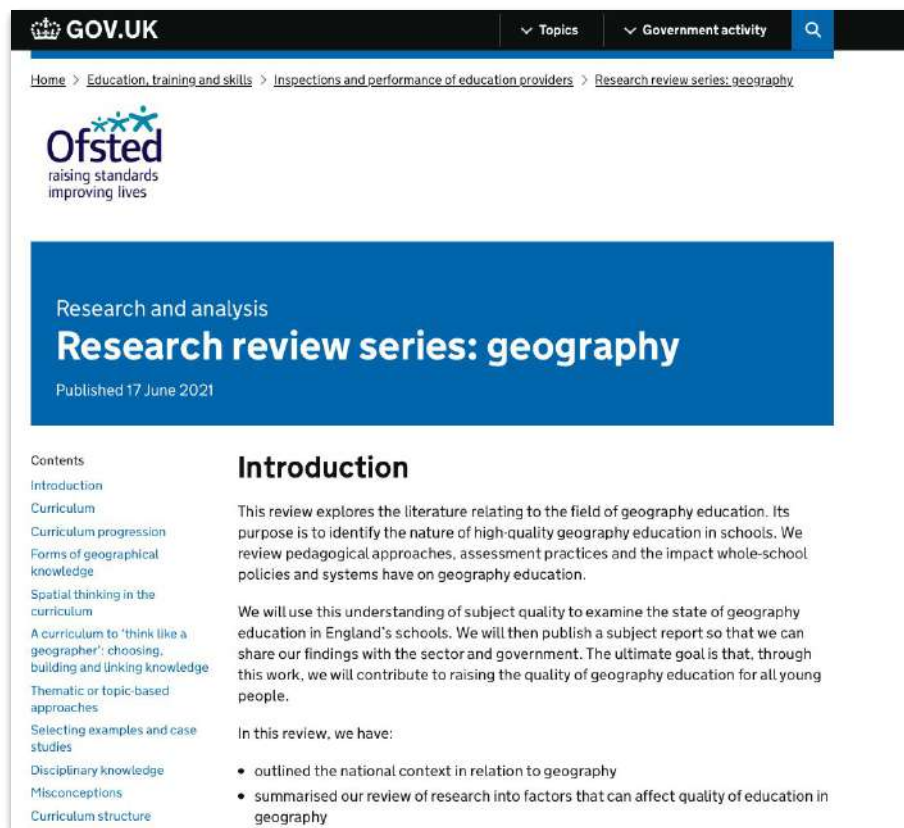 GOV.UK
Topics
Government activity
Home > Education, training and skills > Inspections and performance of education providers > Research review series: geography
Ofsted
raising standards
improving lives
Research and analysis
Research review series: geography
Published 17 June 2021
Contents
Introduction
Curriculum
Curriculum progression
Forms of geographical
knowledge
Spatial thinking in the
curriculum
A curriculum to ‘think like a
geographer’: choosing,
building and linking knowledge
Thematic or topic-based
approaches
Selecting examples and case
studies
Disciplinary knowledge
Misconceptions
Curriculum structure
Introduction
This review explores the literature relating to the field of geography education. Its
purpose is to identify the nature of high-quality geography education in schools. We
review pedagogical approaches, assessment practices and the impact whole-school
policies and systems have on geography education.
We will use this understanding of subject quality to examine the state of geography
education in England’s schools. We will then publish a subject report so that we can
share our findings with the sector and government. The ultimate goal is that, through
this work, we will contribute to raising the quality of geography education for all young
people.
In this review, we have:
• outlined the national context in relation to geography
• summarised our review of research into factors that can affect quality of education in
geography